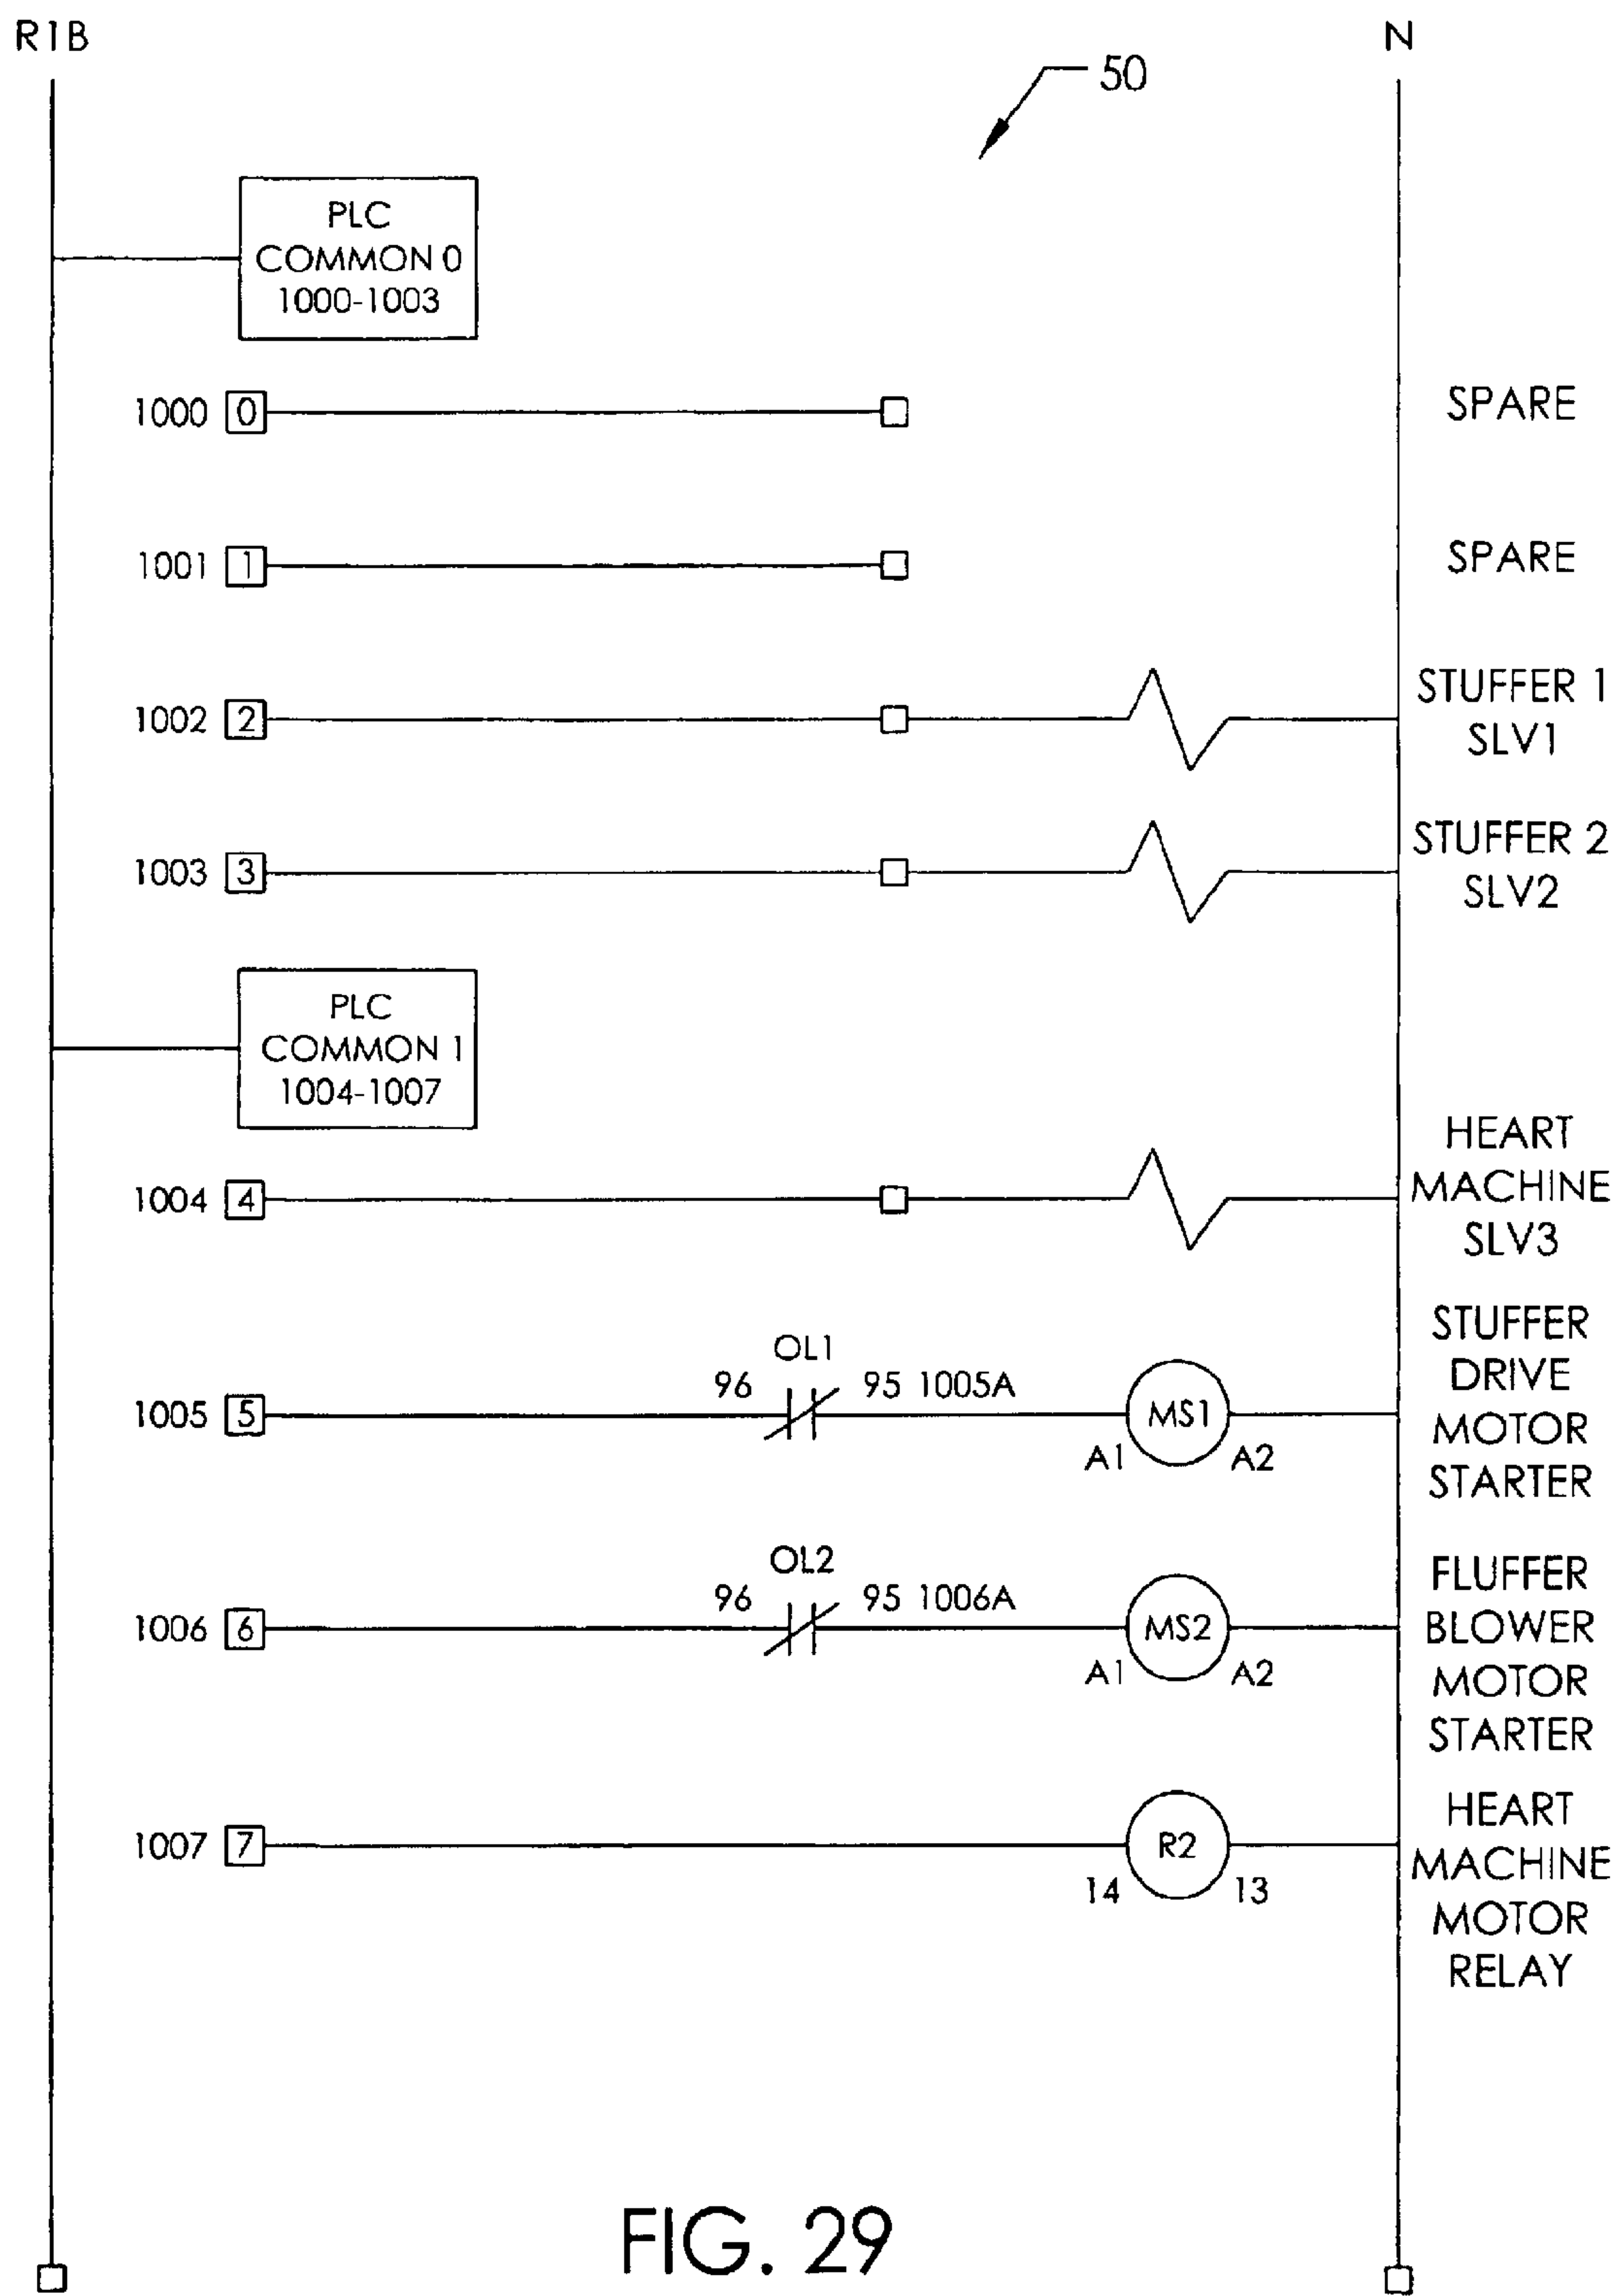 R1B
N
50
PLC
COMMON 0
1000-1003
1000 0
SPARE
1001 1
SPARE
1002 2
STUFFER 1
SLV1
1003 3
STUFFER 2
SLV2
PLC
COMMON 1
1004-1007
1004 4
HEART
MACHINE
SLV3
OL1
96 95 1005A
1005 5
MS1
A1 A2
STUFFER
DRIVE
MOTOR
STARTER
OL2
96 95 1006A
1006 6
MS2
A1 A2
FLUFFER
BLOWER
MOTOR
STARTER
1007 7
R2
14 13
HEART
MACHINE
MOTOR
RELAY
FIG. 29